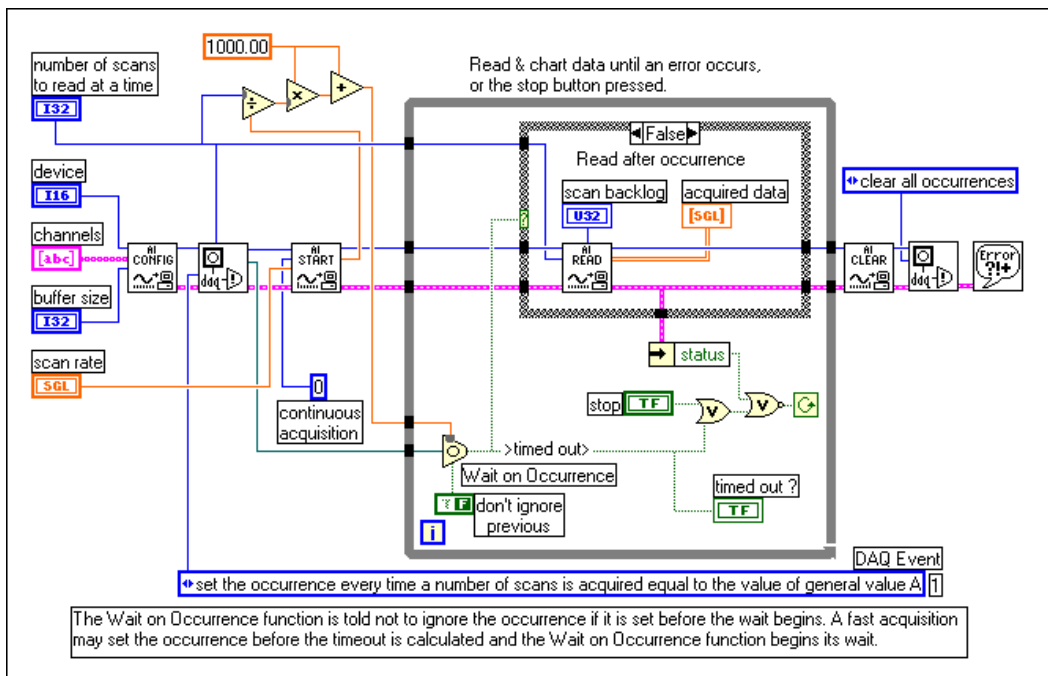 1000.00
number of scans
to read at a time
I32
Read & chart data until an error occurs,
or the stop button pressed.
False
Read after occurrence
device
I16
scan backlog
acquired data
U32
[SGL]
clear all occurrences
channels
[abc]
AI
CONFIG
ddq
AI
START
AI
READ
AI
CLEAR
ddq
Error
?!+
buffer size
I32
scan rate
SGL
0
continuous
acquisition
status
stop
TF
V
V
>timed out>
Wait on Occurrence
timed out ?
TF
F
don't ignore
previous
i
DAQ Event
set the occurrence every time a number of scans is acquired equal to the value of general value A
1
The Wait on Occurrence function is told not to ignore the occurrence if it is set before the wait begins. A fast acquisition
may set the occurrence before the timeout is calculated and the Wait on Occurrence function begins its wait.